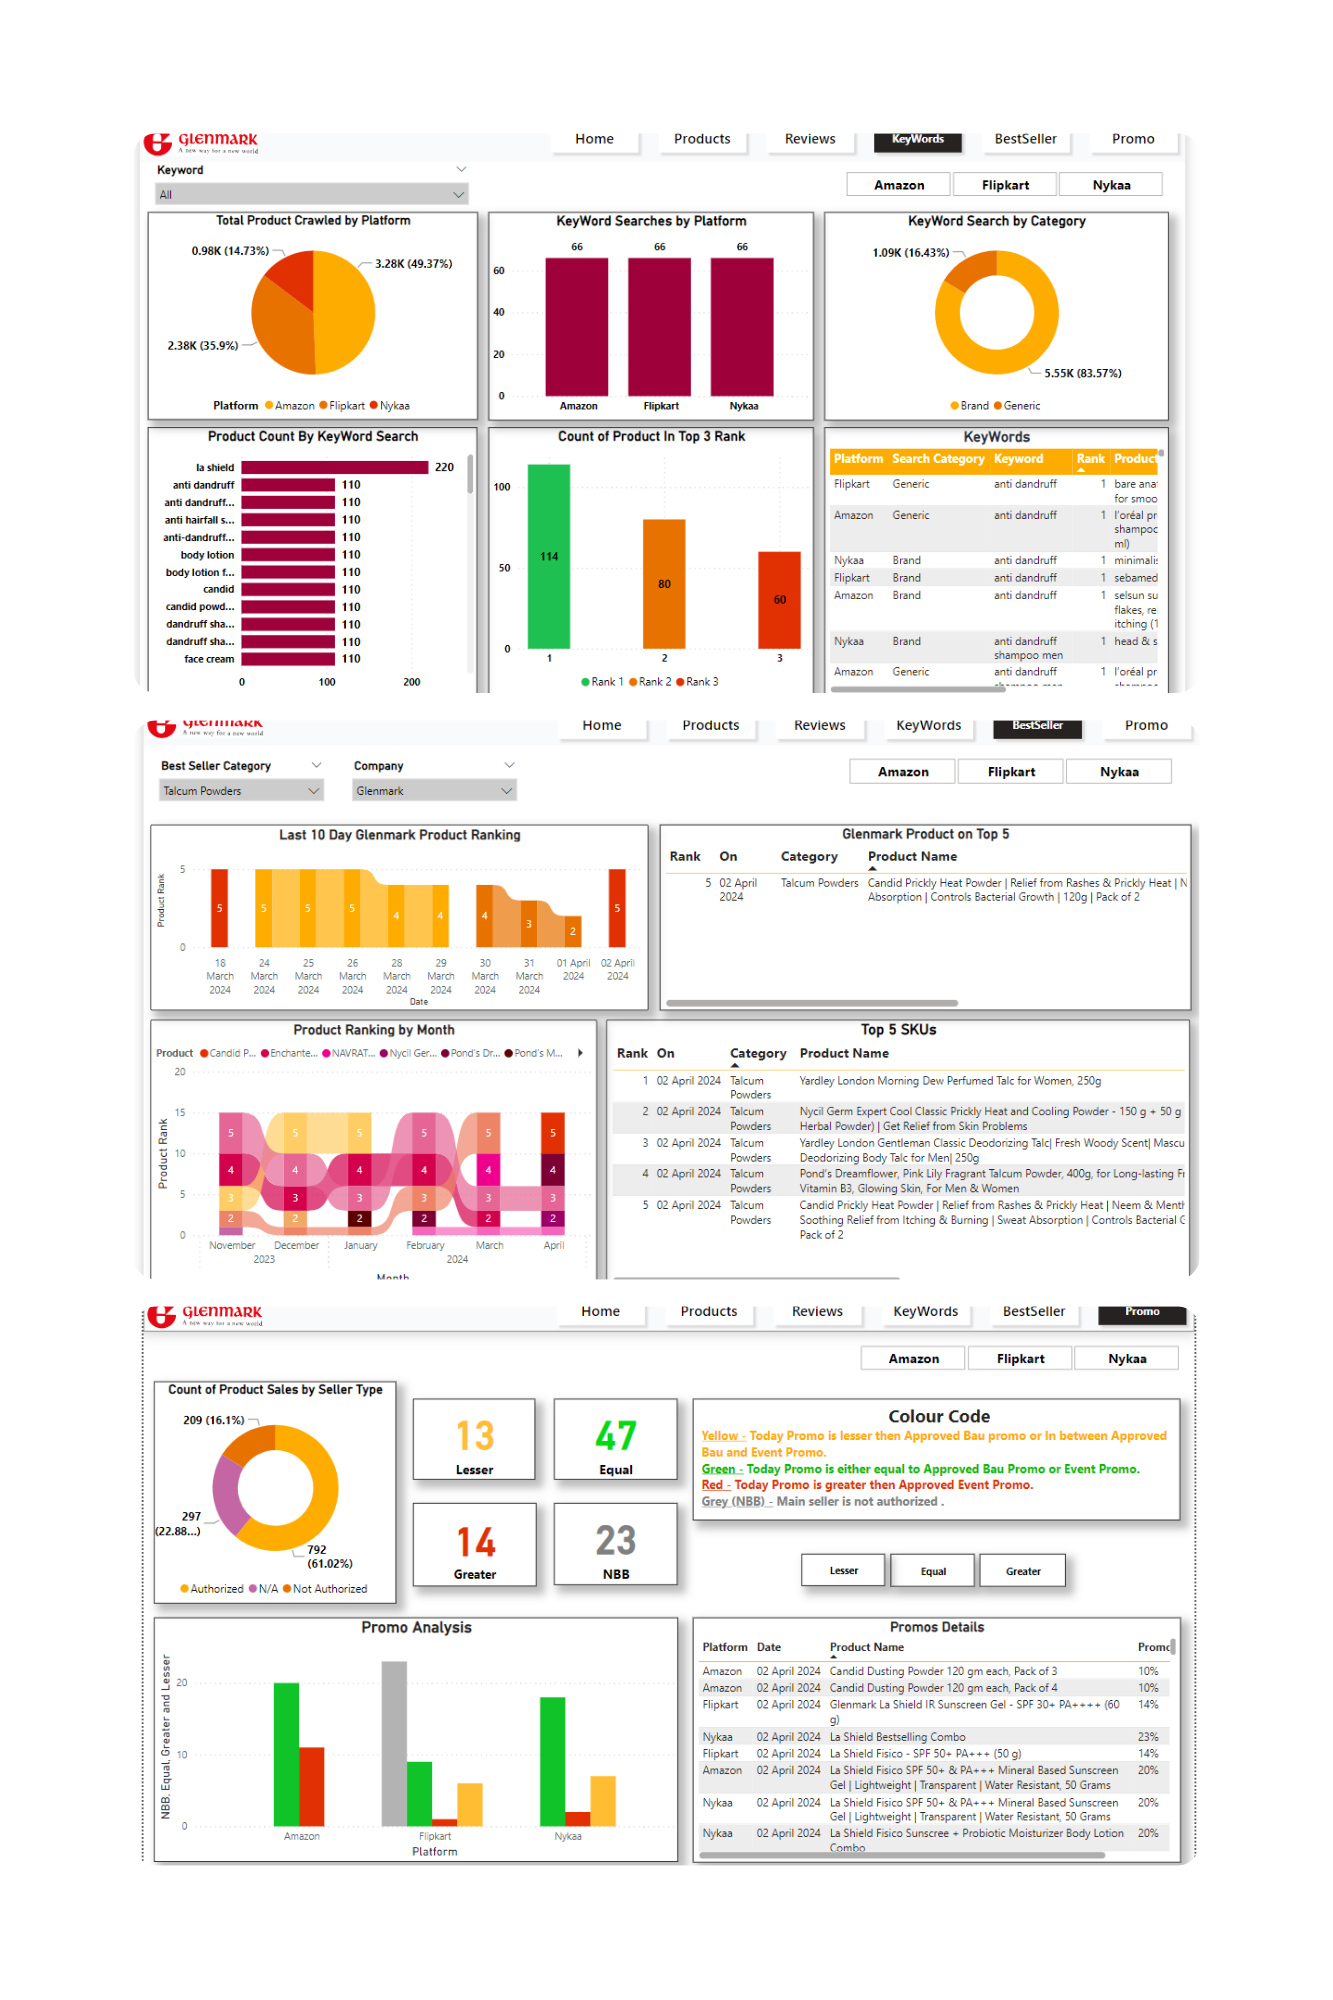 GLENMARK
A new way for a new world
Home
Products
Reviews
KeyWords
BestSeller
Promo
Keyword
All
Amazon
Flipkart
Nykaa
Total Product Crawled by Platform
0.98K (14.73%)
3.28K (49.37%)
2.38K (35.9%)
Platform Amazon Flipkart Nykaa
KeyWord Searches by Platform
66 66 66
60
40
20
0
Amazon Flipkart Nykaa
KeyWord Search by Category
1.09K (16.43%)
5.55K (83.57%)
Brand Generic
Product Count By KeyWord Search
la shield 220
anti dandruff 110
anti dandruff... 110
anti hairfall s... 110
anti-dandruff... 110
body lotion 110
body lotion f... 110
candid 110
candid powd... 110
dandruff sha... 110
dandruff sha... 110
face cream 110
0 100 200
Count of Product In Top 3 Rank
100
50
0
114
80
60
1 2 3
Rank 1 Rank 2 Rank 3
KeyWords
Platform Search Category Keyword Rank Product
Flipkart Generic anti dandruff 1 bare ana
for smoo
Amazon Generic anti dandruff 1 l'oréal pr
shampoo
ml)
Nykaa Brand anti dandruff 1 minimalis
Flipkart Brand anti dandruff 1 sebamed
Amazon Brand anti dandruff 1 selsun su
flakes, re
itching (1
Nykaa Brand anti dandruff 1 head & s
shampoo men
Amazon Generic anti dandruff 1 l'oréal pr
GLENMARK
A new way for a new world
Home
Products
Reviews
KeyWords
BestSeller
Promo
Best Seller Category
Talcum Powders
Company
Glenmark
Amazon
Flipkart
Nykaa
Last 10 Day Glenmark Product Ranking
Product Rank
5
0
5 5 5 5 4 4 4 3 2 5
18 24 25 26 28 29 30 31 01 April 02 April
March March March March March March March March 2024 2024
2024 2024 2024 2024 2024 2024 2024 2024
Date
Glenmark Product on Top 5
Rank On Category Product Name
5 02 April Talcum Powders Candid Prickly Heat Powder | Relief from Rashes & Prickly Heat | N
2024 Absorption | Controls Bacterial Growth | 120g | Pack of 2
Product Ranking by Month
Product Candid P... Enchante... NAVRAT... Nycil Ger... Pond's Dr... Pond's M...
Product Rank
20
15
10
5
0
5 5 5 5 5 5
4 4 4 4 4 4
3 3 3 3 3 3
2 2 2 2 2 2
November December January February March April
2023 2024
Month
Top 5 SKUs
Rank On Category Product Name
1 02 April 2024 Talcum Yardley London Morning Dew Perfumed Talc for Women, 250g
Powders
2 02 April 2024 Talcum Nycil Germ Expert Cool Classic Prickly Heat and Cooling Powder - 150 g + 50 g
Powders Herbal Powder) | Get Relief from Skin Problems
3 02 April 2024 Talcum Yardley London Gentleman Classic Deodorizing Talc| Fresh Woody Scent| Mascu
Powders Deodorizing Body Talc for Men| 250g
4 02 April 2024 Talcum Pond's Dreamflower, Pink Lily Fragrant Talcum Powder, 400g, for Long-lasting Fr
Powders Vitamin B3, Glowing Skin, For Men & Women
5 02 April 2024 Talcum Candid Prickly Heat Powder | Relief from Rashes & Prickly Heat | Neem & Menth
Powders Soothing Relief from Itching & Burning | Sweat Absorption | Controls Bacterial G
Pack of 2
GLENMARK
A new way for a new world
Home
Products
Reviews
KeyWords
BestSeller
Promo
Amazon
Flipkart
Nykaa
Count of Product Sales by Seller Type
209 (16.1%)
297
(22.88...)
792
(61.02%)
Authorized N/A Not Authorized
13
Lesser
47
Equal
14
Greater
23
NBB
Colour Code
Yellow - Today Promo is lesser then Approved Bau promo or In between Approved
Bau and Event Promo.
Green - Today Promo is either equal to Approved Bau Promo or Event Promo.
Red - Today Promo is greater then Approved Event Promo.
Grey (NBB) - Main seller is not authorized .
Lesser
Equal
Greater
Promo Analysis
NBB, Equal, Greater and Lesser
20
10
0
Amazon Flipkart Nykaa
Platform
Promos Details
Platform Date Product Name Promo
Amazon 02 April 2024 Candid Dusting Powder 120 gm each, Pack of 3 10%
Amazon 02 April 2024 Candid Dusting Powder 120 gm each, Pack of 4 10%
Flipkart 02 April 2024 Glenmark La Shield IR Sunscreen Gel - SPF 30+ PA++++ (60 14%
g)
Nykaa 02 April 2024 La Shield Bestselling Combo 23%
Flipkart 02 April 2024 La Shield Fisico - SPF 50+ PA+++ (50 g) 14%
Amazon 02 April 2024 La Shield Fisico SPF 50+ & PA+++ Mineral Based Sunscreen 20%
Gel | Lightweight | Transparent | Water Resistant, 50 Grams
Nykaa 02 April 2024 La Shield Fisico SPF 50+ & PA+++ Mineral Based Sunscreen 20%
Gel | Lightweight | Transparent | Water Resistant, 50 Grams
Nykaa 02 April 2024 La Shield Fisico Sunscree + Probiotic Moisturizer Body Lotion 20%
Combo